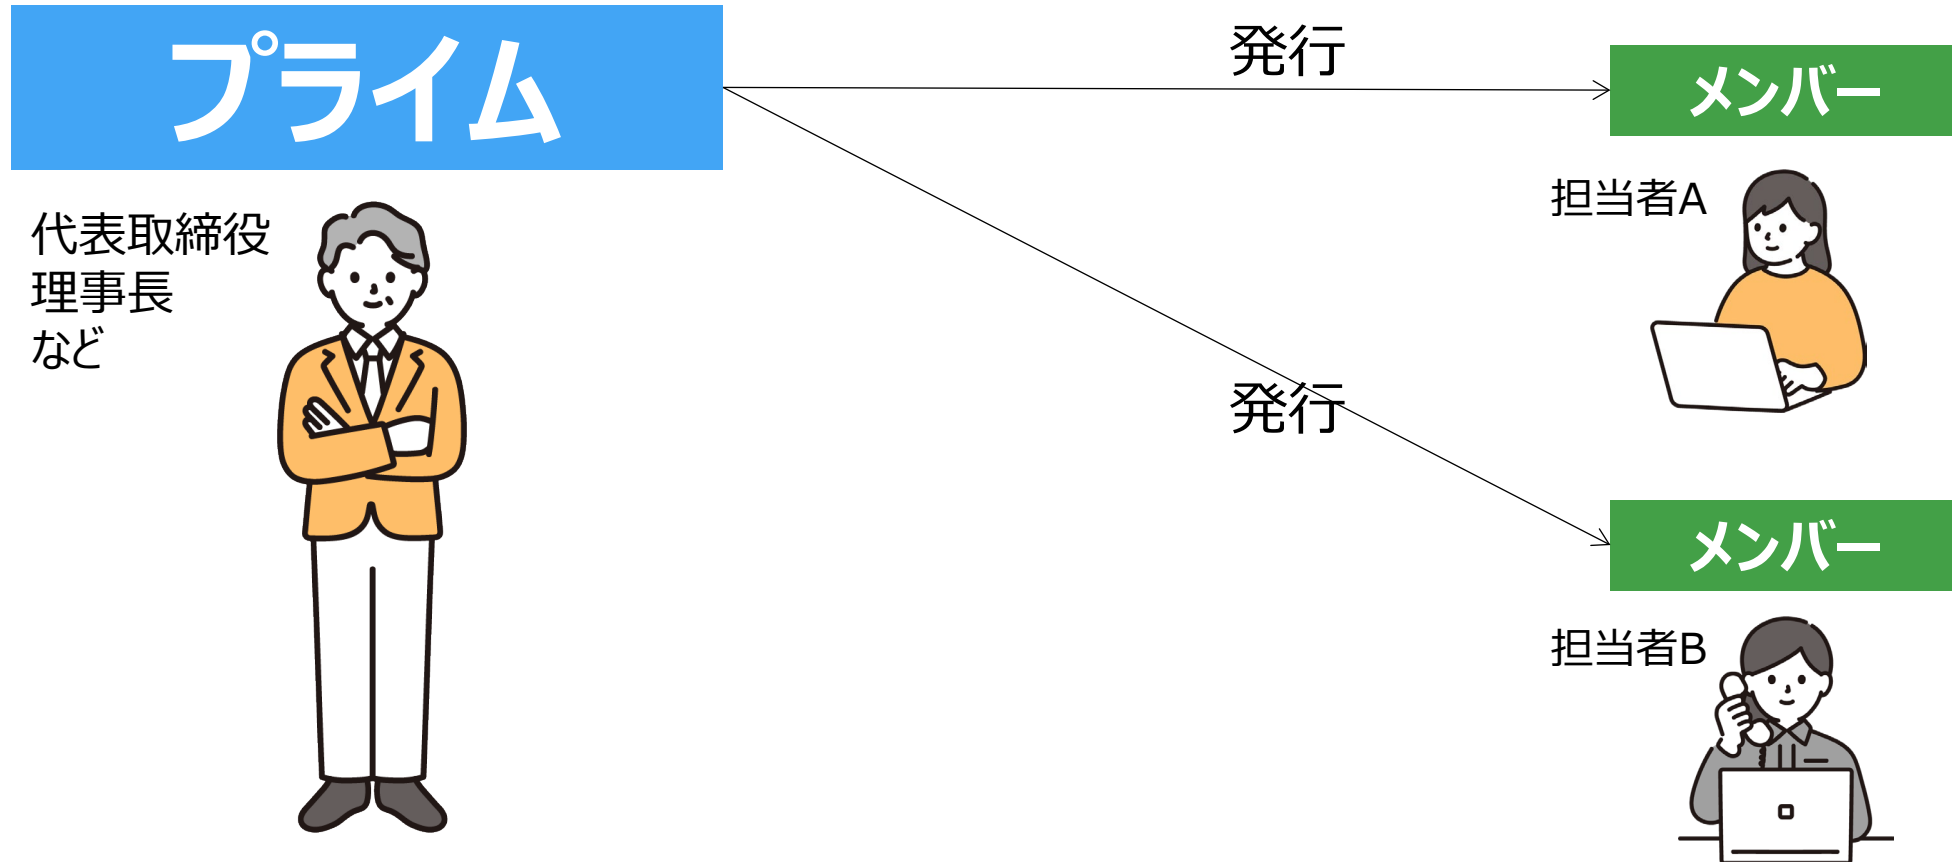 プライム
代表取締役
理事長
など
発行
メンバー
担当者A
発行
メンバー
担当者B